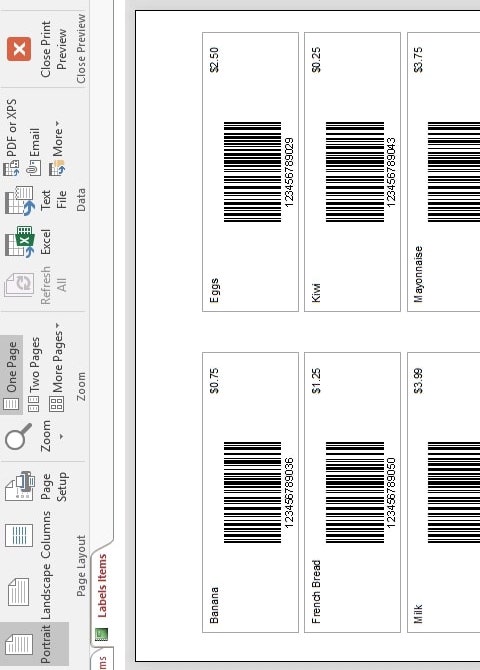 Portrait
Landscape
Columns
Page
Setup
Page Layout
Zoom
One Page
Two Pages
More Pages
Zoom
Refresh
All
Excel
Text
File
PDF or XPS
Email
More
Data
Close Print
Preview
Close Preview
ms
Labels Items
Banana $0.75
123456789036
Eggs $2.50
123456789029
French Bread $1.25
123456789050
Kiwi $0.25
123456789043
Milk $3.99
Mayonnaise $3.75